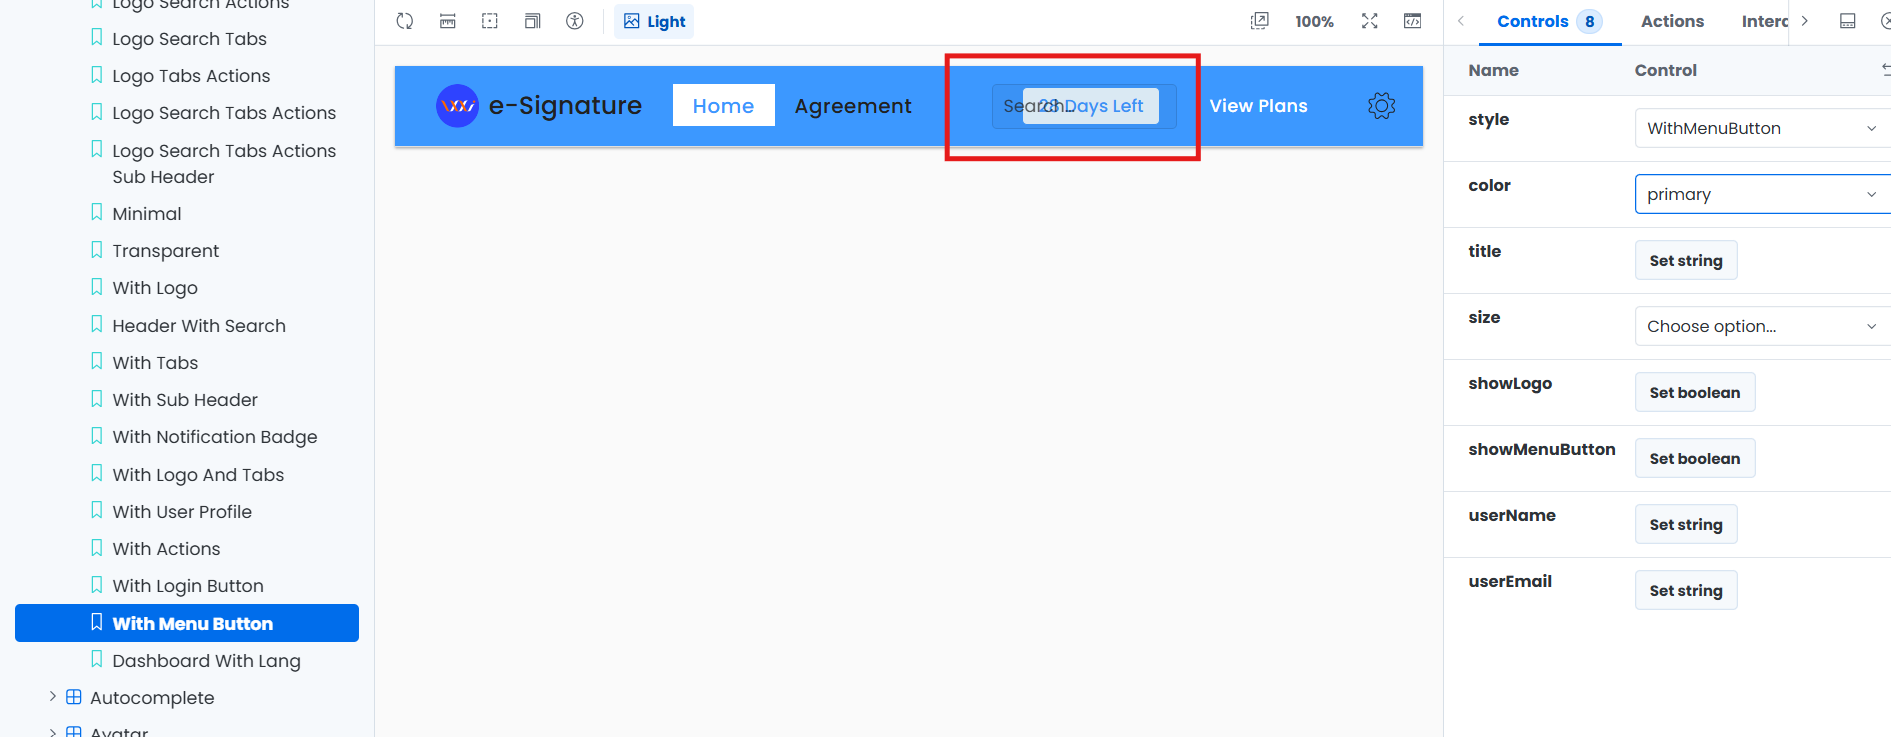 Logo Search Actions
Logo Search Tabs
Logo Tabs Actions
Logo Search Tabs Actions
Logo Search Tabs Actions
Sub Header
Minimal
Transparent
With Logo
Header With Search
With Tabs
With Sub Header
With Notification Badge
With Logo And Tabs
With User Profile
With Actions
With Login Button
With Menu Button
Dashboard With Lang
Autocomplete
Avatar
Light
100%
e-Signature
Home
Agreement
Search...
Days Left
View Plans
Controls 8
Actions
Name
Control
style
WithMenuButton
color
primary
title
Set string
size
Choose option...
showLogo
Set boolean
showMenuButton
Set boolean
userName
Set string
userEmail
Set string